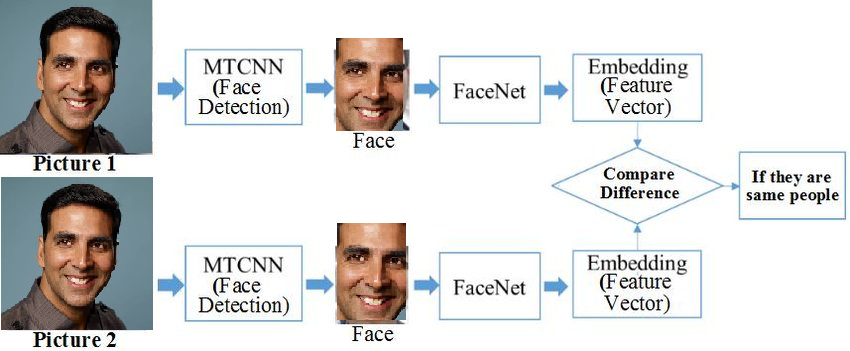 MTCNN
(Face
Detection)
Face
FaceNet
Embedding
(Feature
Vector)
Picture 1
Compare
Difference
If they are
same people
MTCNN
(Face
Detection)
Face
FaceNet
Embedding
(Feature
Vector)
Picture 2